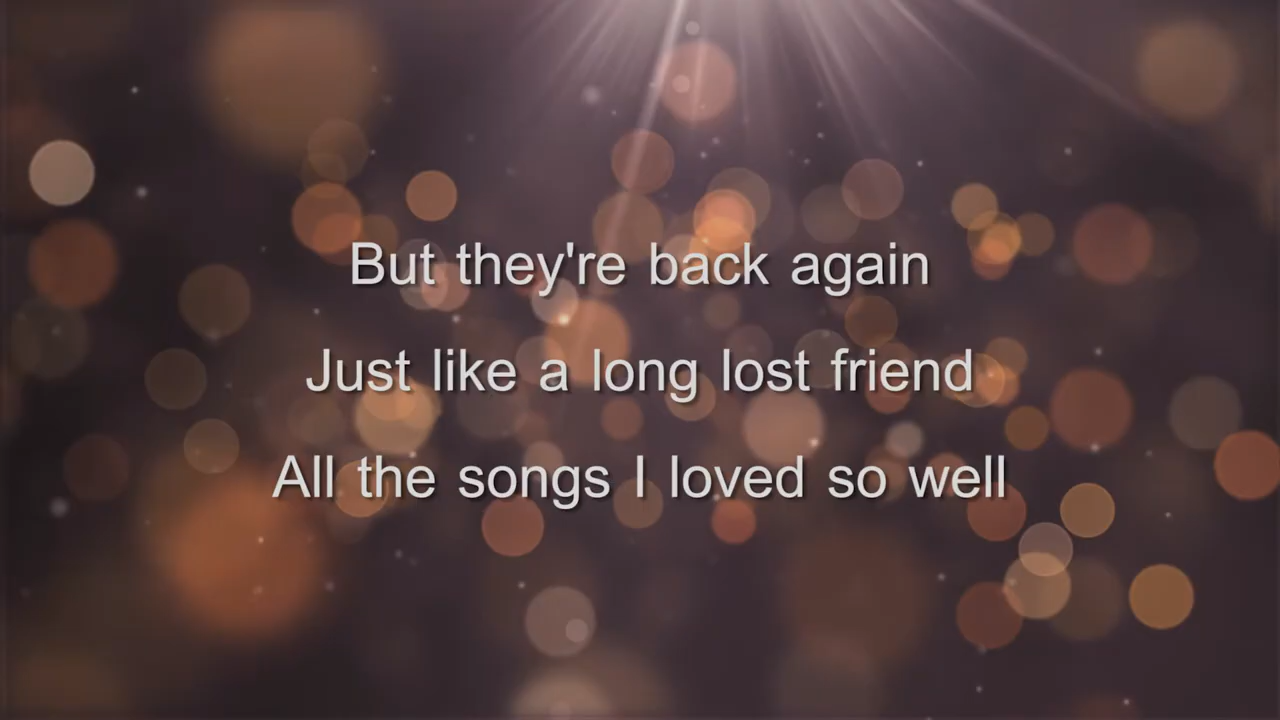 But they're back again
Just like a long lost friend
All the songs I loved so well